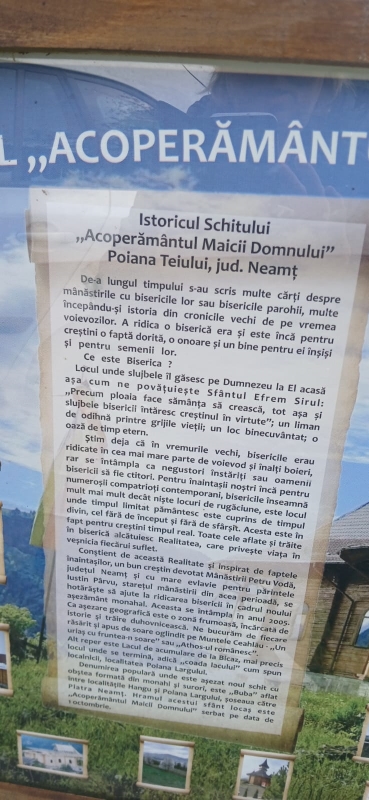 L „ACOPERĂMÂNT
Istoricul Schitului
„Acoperământul Maicii Domnului”
Poiana Teiului, jud. Neamț
De-a lungul timpului s-au scris multe cărți despre
mânăstirile cu bisericile lor sau bisericile parohii, multe
începându-și istoria din cronicile vechi de pe vremea
voievozilor. A ridica o biserică era și este încă pentru
creștini o faptă dorită, o onoare și un bine pentru ei înșiși
și pentru semenii lor.
Ce este Biserica ?
Locul unde slujbele îl găsesc pe Dumnezeu la El acasă
așa cum ne povățuiește Sfântul Efrem Sirul:
„Precum ploaia face sămânța să crească, tot așa și
slujbele bisericii întăresc creștinul în virtute”; un liman
de odihnă printre grijile vieții; un loc binecuvântat; o
oază de timp etern.
Știm deja că în vremurile vechi, bisericile erau
ridicate în cea mai mare parte de voievod și înalți boieri,
rar se întâmpla ca negustori înstăriți sau oamenii
bisericii să fie ctitori. Pentru înaintașii noștri încă pentru
numeroșii compatrioți contemporani, bisericile înseamnă
mult mai mult decât niște locuri de rugăciune, este locul
unde timpul limitat pământesc este cuprins de timpul
divin, cel fără de început și fără de sfârșit. Acesta este în
fapt pentru creștini timpul real. Toate cele aflate și trăite
în biserică alcătuiesc Realitatea, care privește viața în
veșnicia fiecărui suflet.
Conștient de această Realitate și inspirat de faptele
înaintașilor, un bun creștin devotat Mânăstirii Petru Vodă,
județul Neamț și cu mare evlavie pentru părintele
Iustin Pârvu, starețul mânăstirii din acea perioadă, se
hotărăște să ajute la ridicarea bisericii în cadrul noului
așezământ monahal. Aceasta se întâmpla în anul 2005.
Ca așezare geografică este o zonă frumoasă, încărcată de
istorie și trăire duhovnicească. Ne bucurăm de fiecare
răsărit și apus de soare oglindit pe Muntele Ceahlău - „Un
uriaș cu fruntea-n soare” sau „Athos-ul românesc”.
Alt reper este Lacul de acumulare de la Bicaz, mai precis
locul unde se termină, adică „coada lacului” cum spun
localnicii, localitatea Poiana Largului.
Denumirea populară unde este așezat noul schit cu
obștea formată din monahi și surori, este „Buba” aflat
între localitățile Hangu și Poiana Largului, șoseaua către
Piatra Neamț. Hramul acestui sfânt locaș este
„Acoperământul Maicii Domnului” serbat pe data de
1 octombrie.